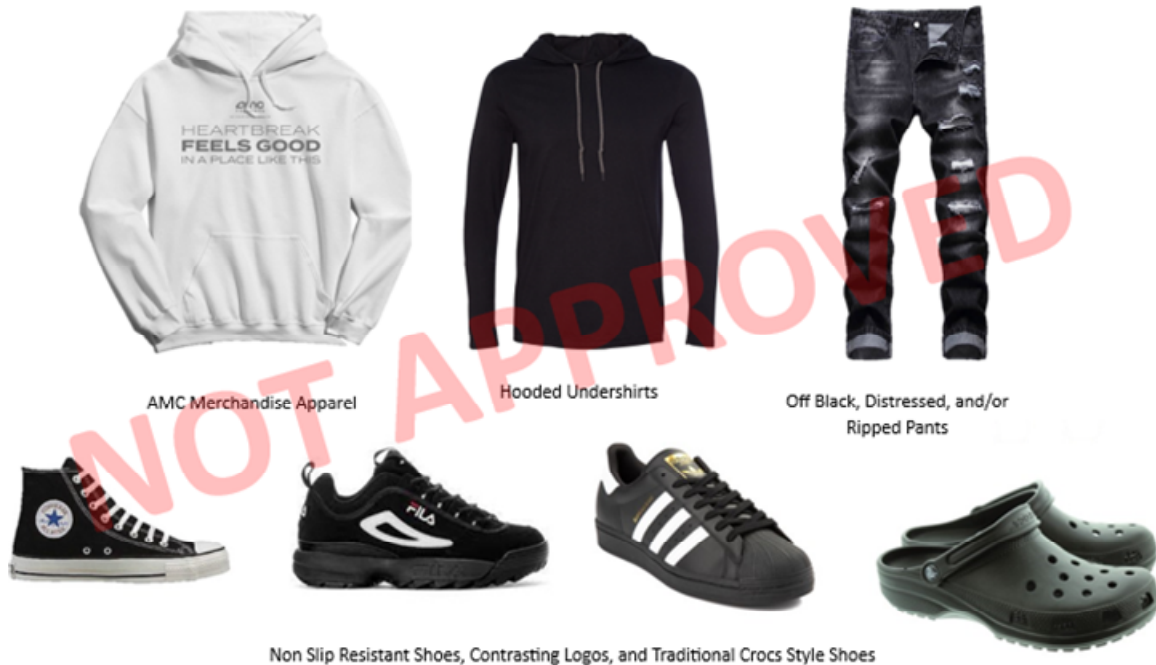 amc
HEARTBREAK
FEELS GOOD
IN A PLACE LIKE THIS
NOT APPROVED
AMC Merchandise Apparel
Hooded Undershirts
Off Black, Distressed, and/or
Ripped Pants
FILA
Non Slip Resistant Shoes, Contrasting Logos, and Traditional Crocs Style Shoes